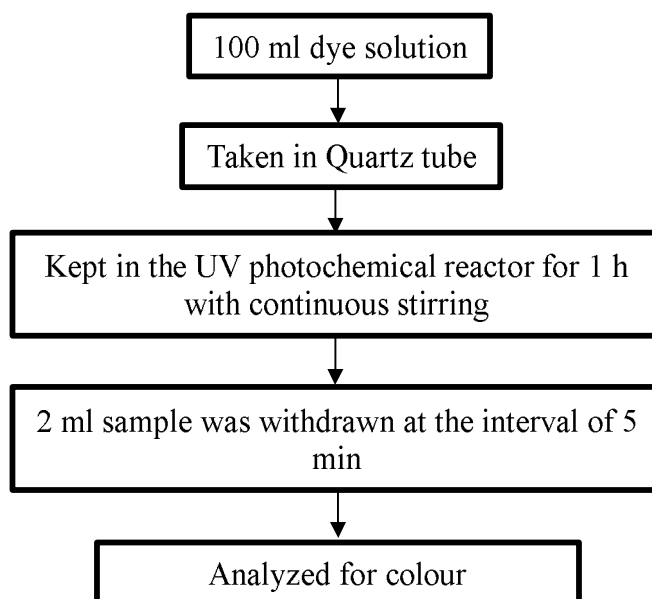 100 ml dye solution
Taken in Quartz tube
Kept in the UV photochemical reactor for 1 h
with continuous stirring
2 ml sample was withdrawn at the interval of 5
min
Analyzed for colour